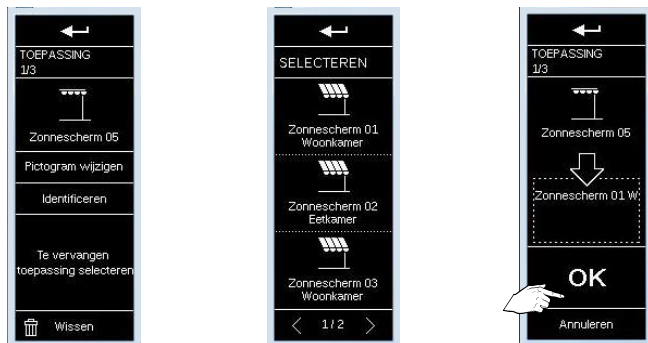 TOEPASSING
1/3
Zonnescherm 05
Pictogram wijzigen
Identificeren
Te vervangen
toepassing selecteren
Wissen
SELECTEREN
Zonnescherm 01
Woonkamer
Zonnescherm 02
Eetkamer
Zonnescherm 03
Woonkamer
1/2
TOEPASSING
1/3
Zonnescherm 05
Zonnescherm 01 W
OK
Annuleren